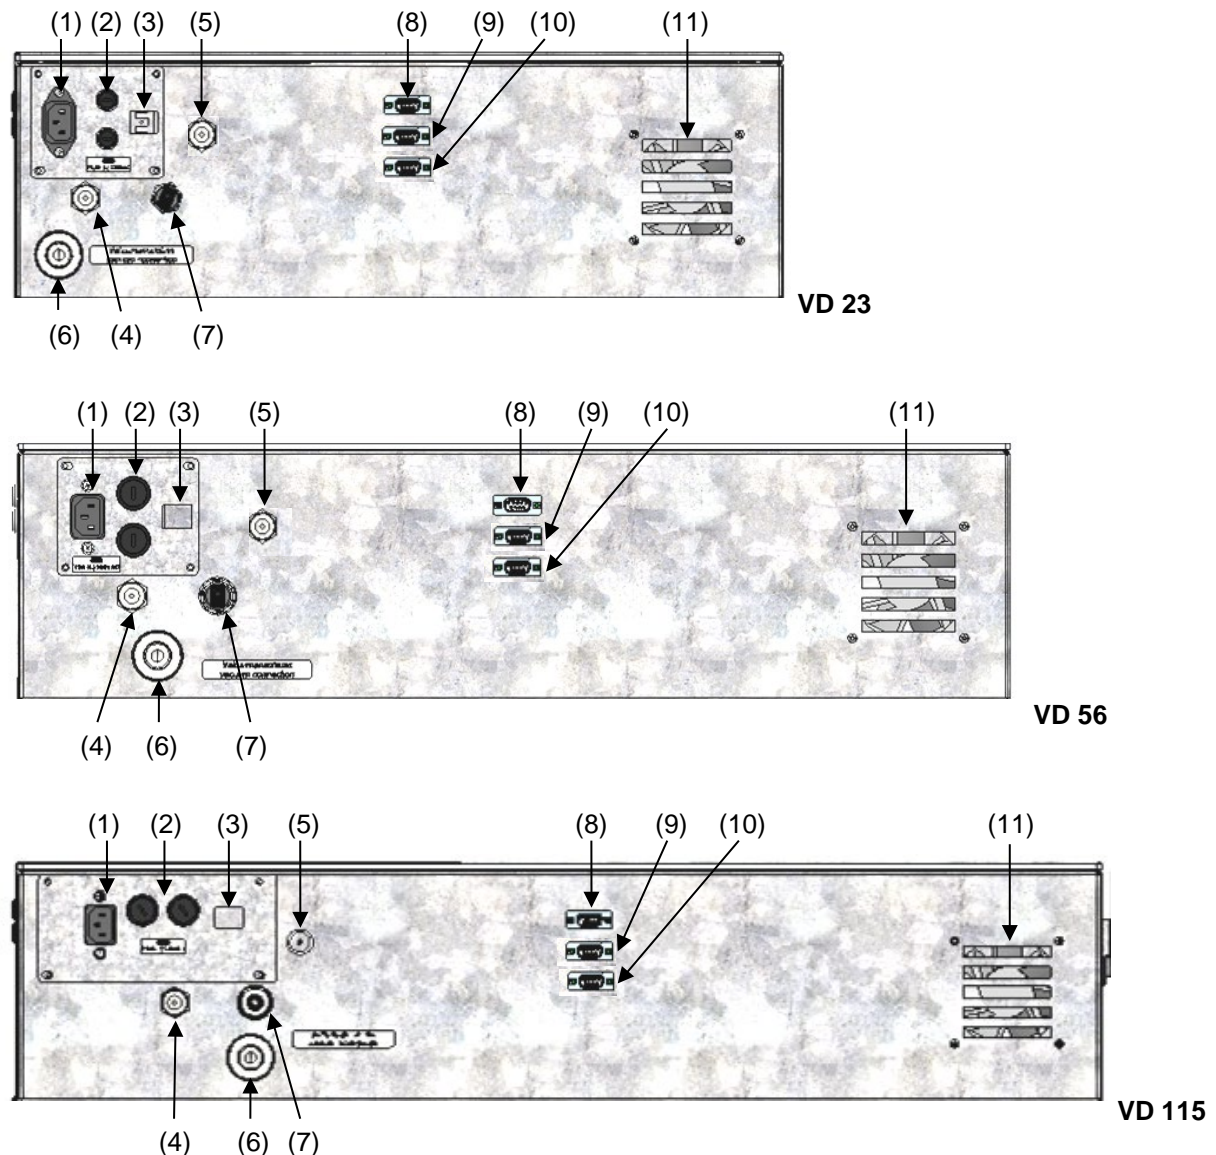 (1) (2) (3) (5) (8) (9) (10) (11)
VD 23
(6) (4) (7)
(1) (2) (3) (5) (8) (9) (10) (11)
vacuum connection
VD 56
(4) (6) (7)
(1) (2) (3) (5) (8) (9) (10) (11)
VD 115
(4) (6) (7)